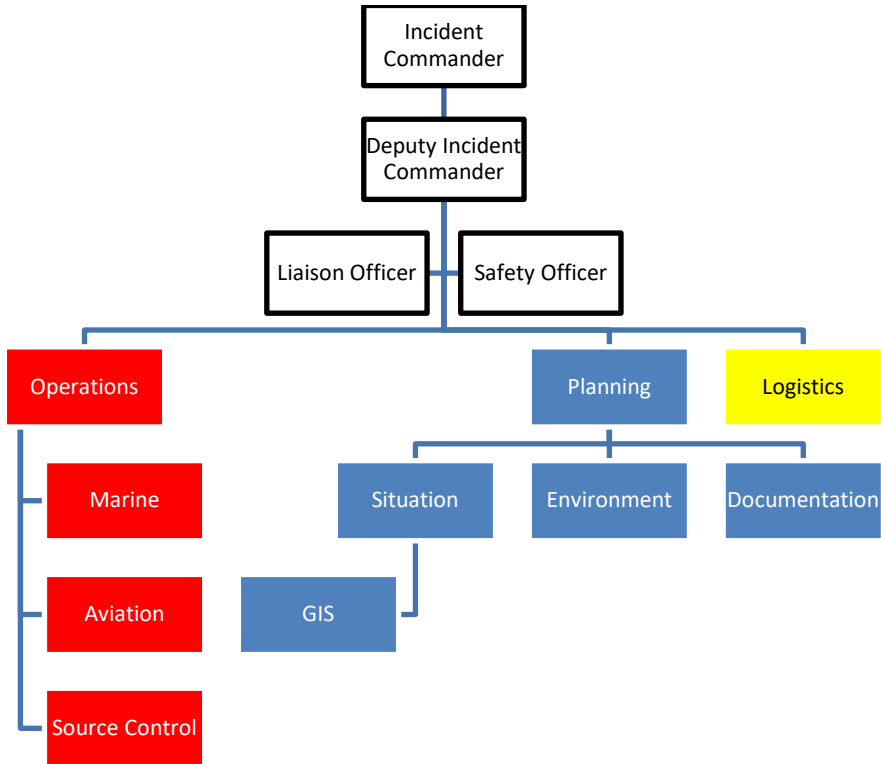 Incident
Commander
Deputy Incident
Commander
Liaison Officer
Safety Officer
Operations
Planning
Logistics
Marine
Situation
Environment
Documentation
Aviation
GIS
Source Control